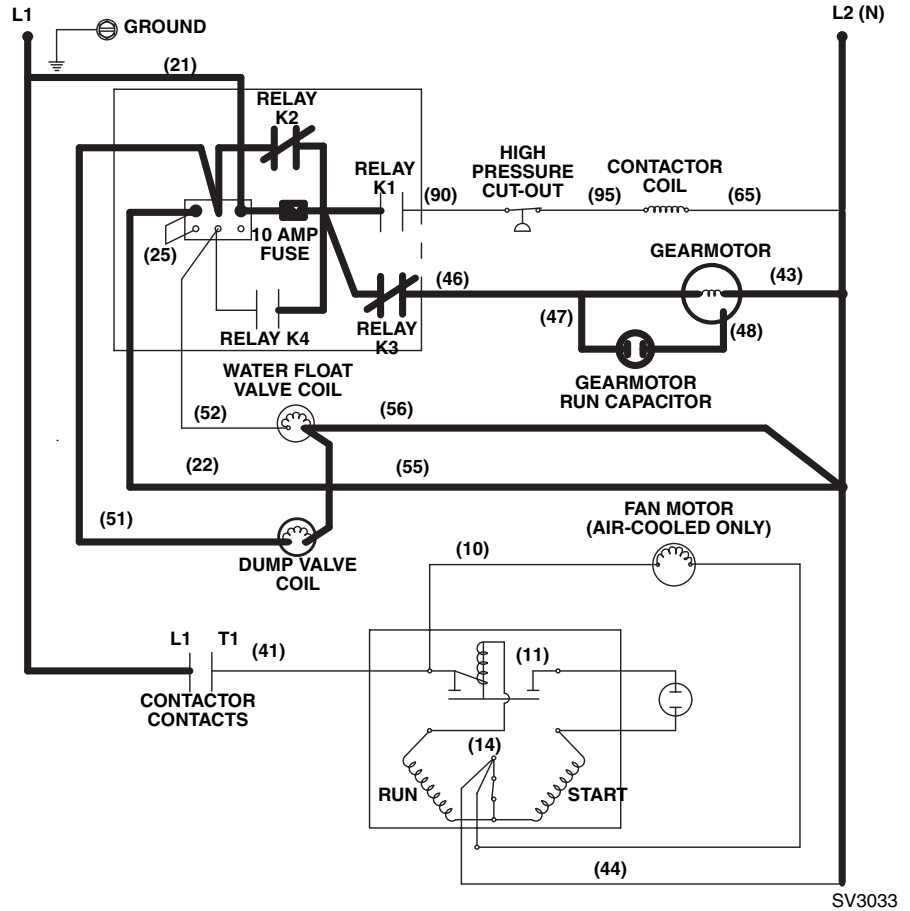 L1
GROUND
L2 (N)
(21)
RELAY
K2
RELAY
K1
(90)
HIGH
PRESSURE
CUT-OUT
(95)
CONTACTOR
COIL
(65)
(25)
10 AMP
FUSE
GEARMOTOR
(46)
(43)
(47)
(48)
RELAY K4
RELAY
K3
WATER FLOAT
VALVE COIL
GEARMOTOR
RUN CAPACITOR
(52)
(56)
(22)
(55)
(51)
FAN MOTOR
(AIR-COOLED ONLY)
DUMP VALVE
COIL
(10)
L1
T1
(41)
(11)
CONTACTOR
CONTACTS
(14)
RUN
START
(44)
SV3033